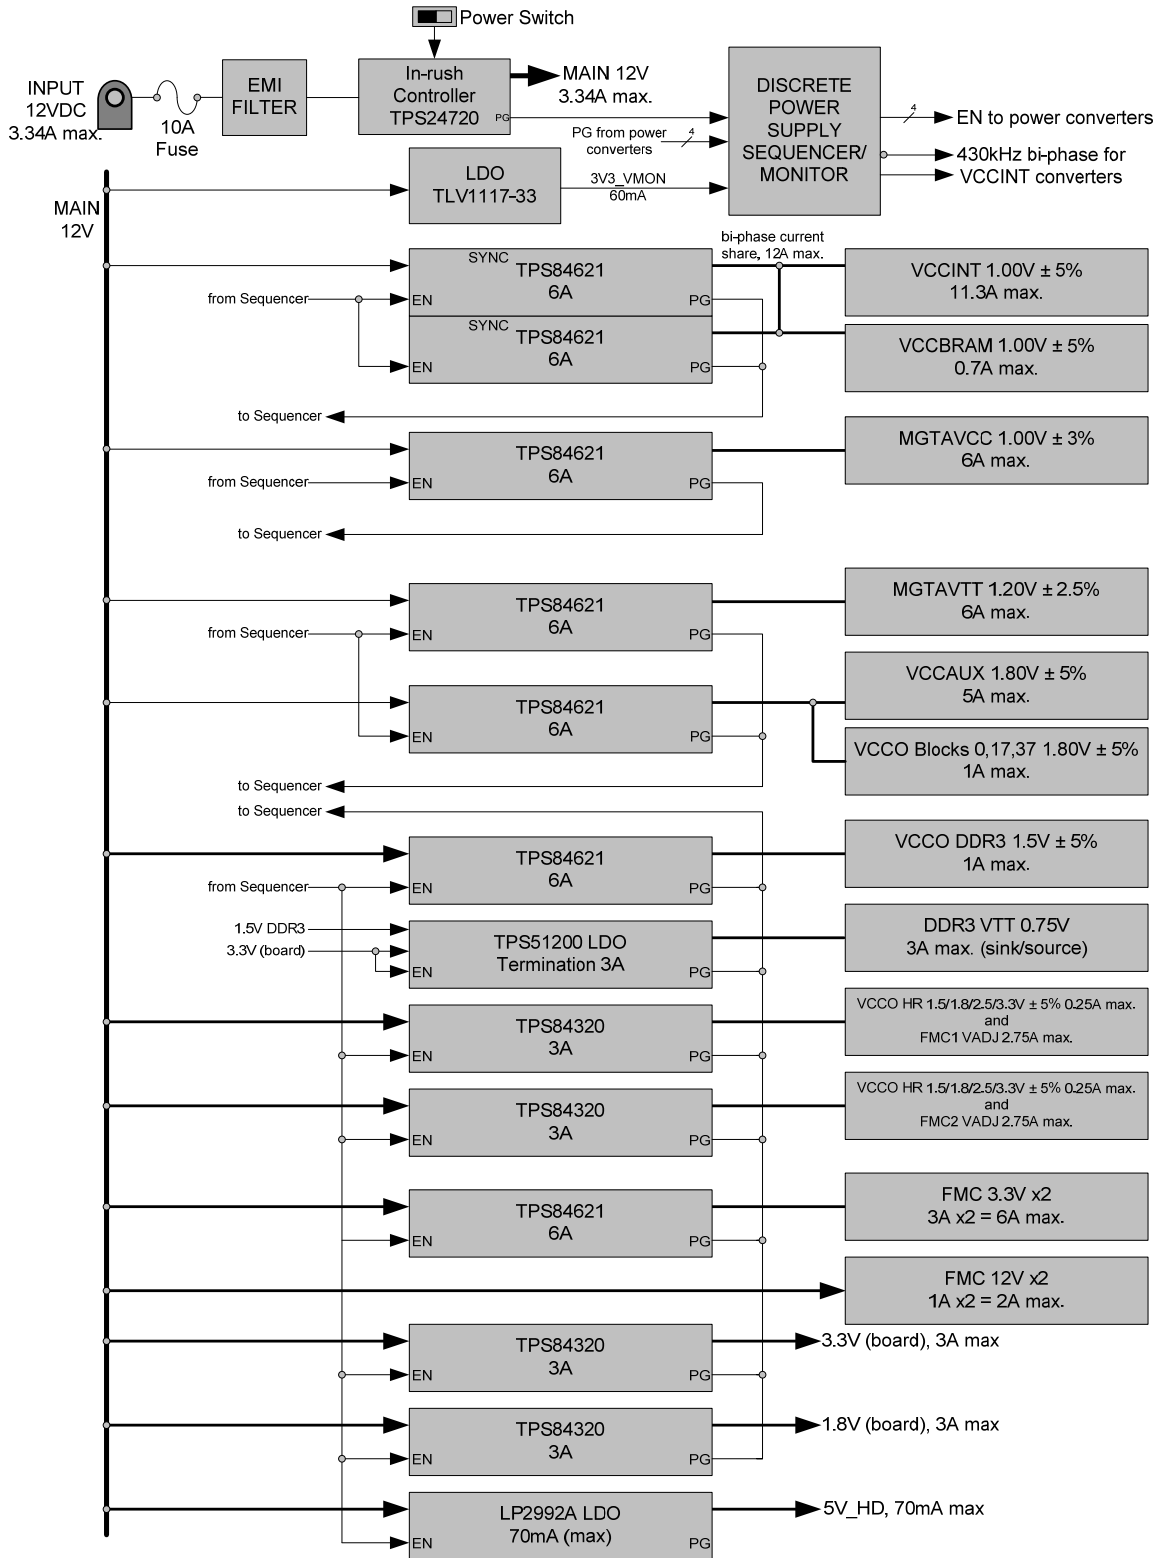 Power Switch
INPUT
12VDC
3.34A max.
10A
Fuse
EMI
FILTER
In-rush
Controller
TPS24720
PG
MAIN 12V
3.34A max.
PG from power
converters
4
DISCRETE
POWER
SUPPLY
SEQUENCER/
MONITOR
4
EN to power converters
430kHz bi-phase for
VCCINT converters
MAIN
12V
LDO
TLV1117-33
3V3_VMON
60mA
bi-phase current
share, 12A max.
SYNC
TPS84621
6A
from Sequencer
EN
PG
VCCINT 1.00V ± 5%
11.3A max.
SYNC
TPS84621
6A
EN
PG
VCCBRAM 1.00V ± 5%
0.7A max.
to Sequencer
TPS84621
6A
from Sequencer
EN
PG
MGTAVCC 1.00V ± 3%
6A max.
to Sequencer
TPS84621
6A
from Sequencer
EN
PG
MGTAVTT 1.20V ± 2.5%
6A max.
TPS84621
6A
EN
PG
VCCAUX 1.80V ± 5%
5A max.
VCCO Blocks 0,17,37 1.80V ± 5%
1A max.
to Sequencer
to Sequencer
TPS84621
6A
from Sequencer
EN
PG
VCCO DDR3 1.5V ± 5%
1A max.
1.5V DDR3
3.3V (board)
TPS51200 LDO
Termination 3A
EN
PG
DDR3 VTT 0.75V
3A max. (sink/source)
TPS84320
3A
EN
PG
VCCO HR 1.5/1.8/2.5/3.3V ± 5% 0.25A max.
and
FMC1 VADJ 2.75A max.
TPS84320
3A
EN
PG
VCCO HR 1.5/1.8/2.5/3.3V ± 5% 0.25A max.
and
FMC2 VADJ 2.75A max.
TPS84621
6A
EN
PG
FMC 3.3V x2
3A x2 = 6A max.
FMC 12V x2
1A x2 = 2A max.
TPS84320
3A
EN
PG
3.3V (board), 3A max
TPS84320
3A
EN
PG
1.8V (board), 3A max
LP2992A LDO
70mA (max)
EN
PG
5V_HD, 70mA max